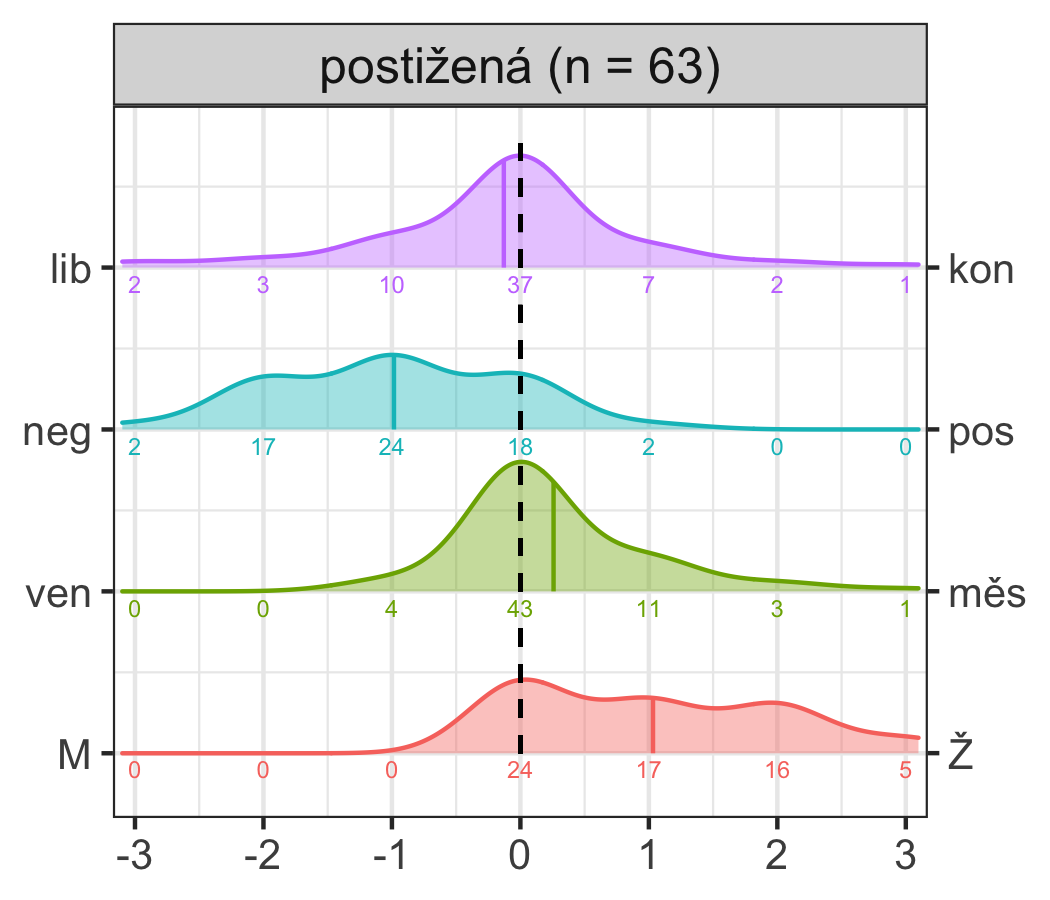 postižená (n = 63)
lib kon
2 3 10 37 7 2 1
neg pos
2 17 24 18 2 0 0
ven měs
0 0 4 43 11 3 1
M Ž
0 0 0 24 17 16 5
-3 -2 -1 0 1 2 3